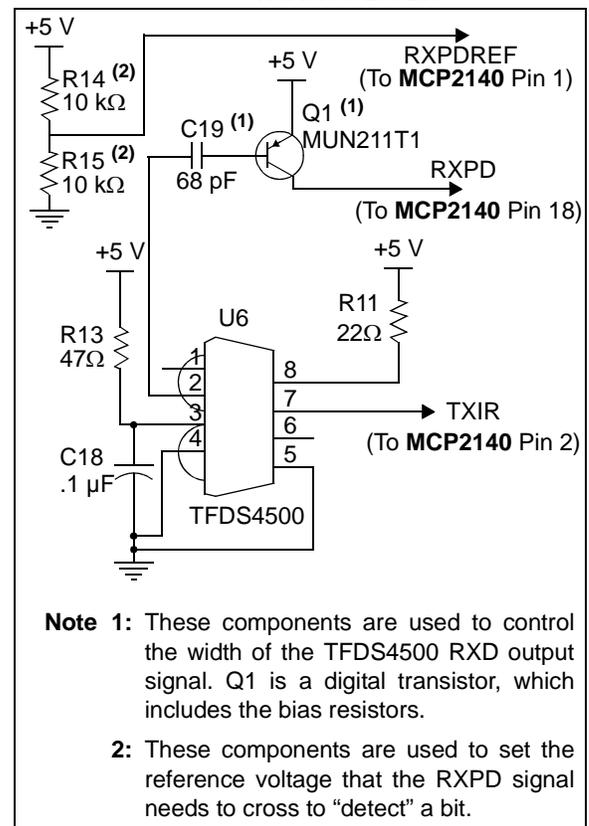 +5 V
RXPDREF
(To MCP2140 Pin 1)
R14 (2)
10 kΩ
+5 V
Q1 (1)
MUN211T1
C19 (1)
68 pF
R15 (2)
10 kΩ
RXPD
(To MCP2140 Pin 18)
+5 V
+5 V
R11
22Ω
U6
R13
47Ω
1
2
3
4
8
7
6
5
TXIR
(To MCP2140 Pin 2)
C18
.1 µF
TFDS4500
Note 1: These components are used to control
the width of the TFDS4500 RXD output
signal. Q1 is a digital transistor, which
includes the bias resistors.
2: These components are used to set the
reference voltage that the RXPD signal
needs to cross to “detect” a bit.